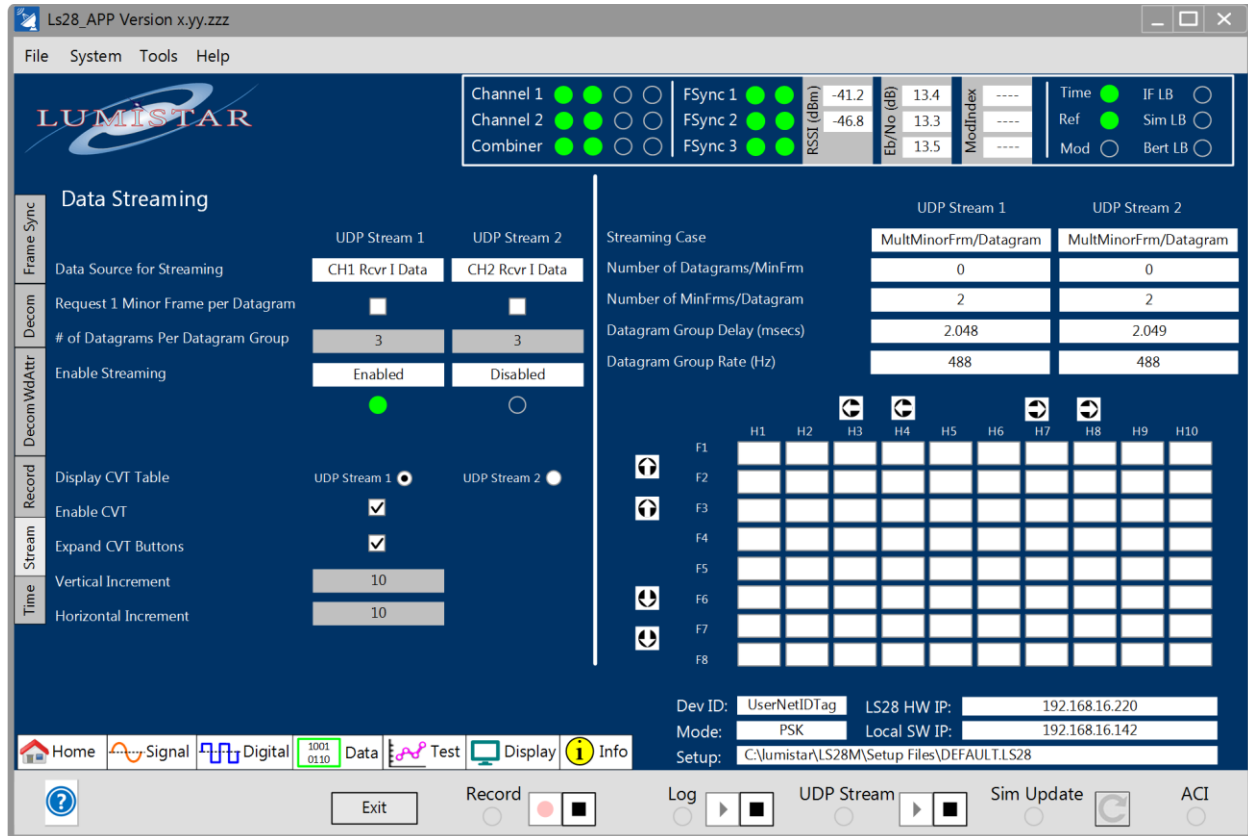 Ls28_APP Version x.yy.zzz
File System Tools Help
LUMISTAR
Channel 1 FSync 1 RSSI (dBm) -41.2 Eb/No (dB) 13.4 ModIndex ---- Time IF LB
Channel 2 FSync 2 -46.8 13.3 ---- Ref Sim LB
Combiner FSync 3 13.5 ---- Mod Bert LB
Frame Sync
Decom
DecomWdAttr
Record
Stream
Time
Data Streaming
UDP Stream 1 UDP Stream 2
Data Source for Streaming CH1 Rcvr I Data CH2 Rcvr I Data
Request 1 Minor Frame per Datagram
# of Datagrams Per Datagram Group 3 3
Enable Streaming Enabled Disabled
Display CVT Table UDP Stream 1 UDP Stream 2
Enable CVT
Expand CVT Buttons
Vertical Increment 10
Horizontal Increment 10
UDP Stream 1 UDP Stream 2
Streaming Case MultMinorFrm/Datagram MultMinorFrm/Datagram
Number of Datagrams/MinFrm 0 0
Number of MinFrms/Datagram 2 2
Datagram Group Delay (msecs) 2.048 2.049
Datagram Group Rate (Hz) 488 488
H1 H2 H3 H4 H5 H6 H7 H8 H9 H10
F1
F2
F3
F4
F5
F6
F7
F8
Dev ID: UserNetIDTag LS28 HW IP: 192.168.16.220
Mode: PSK Local SW IP: 192.168.16.142
Setup: C:\lumistar\LS28M\Setup Files\DEFAULT.LS28
Home Signal Digital 1001 0110 Data Test Display i Info
? Exit Record Log UDP Stream Sim Update ACI